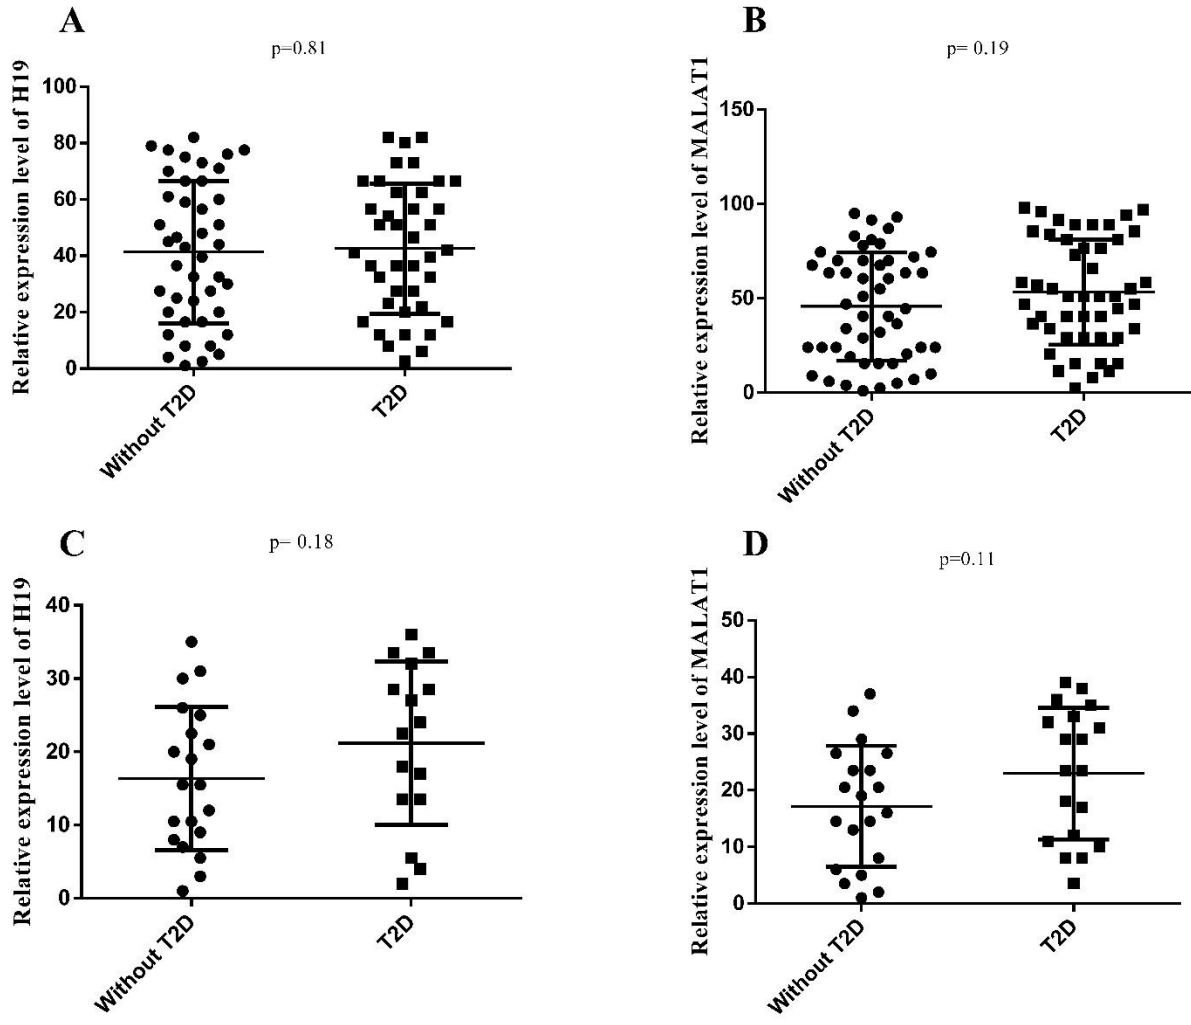 A
p=0.81
Relative expression level of H19
100
80
60
40
20
0
Without T2D
T2D
B
p= 0.19
Relative expression level of MALAT1
150
100
50
0
Without T2D
T2D
C
p= 0.18
Relative expression level of H19
40
30
20
10
0
Without T2D
T2D
D
p=0.11
Relative expression level of MALAT1
50
40
30
20
10
0
Without T2D
T2D